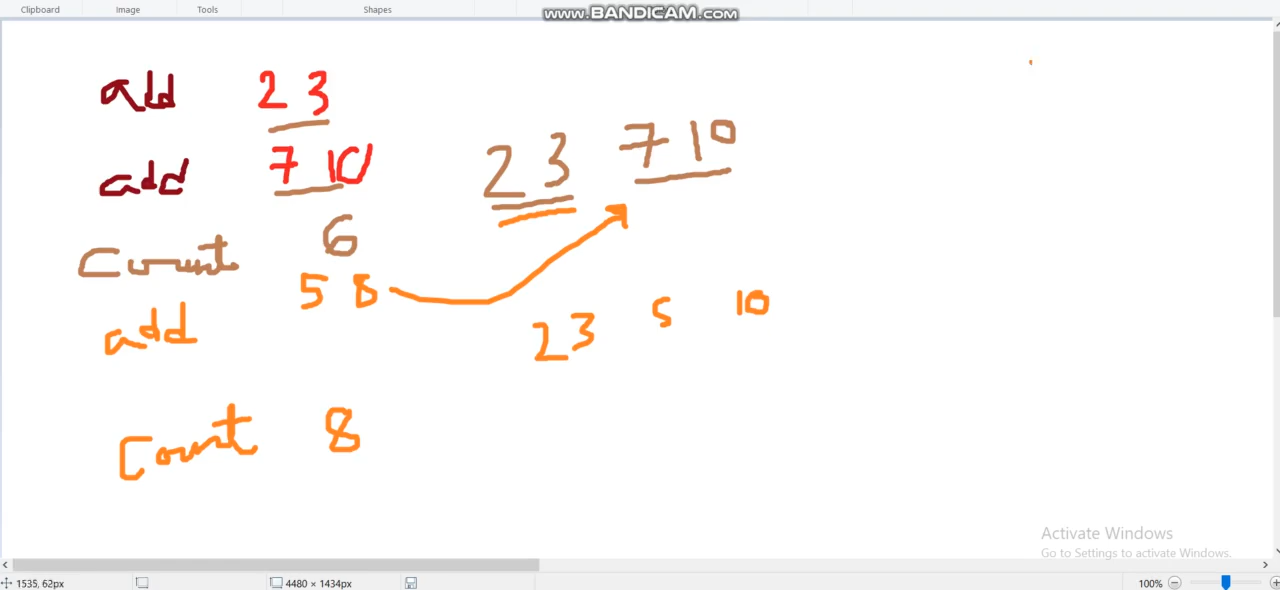 Clipboard Image Tools Shapes
www.BANDICAM.com
add 2 3
add 7 10
2 3 7 10
Count 6
add 5 8
2 3 5 10
Count 8
Activate Windows
Go to Settings to activate Windows.
1535, 62px 4480 × 1434px 100%